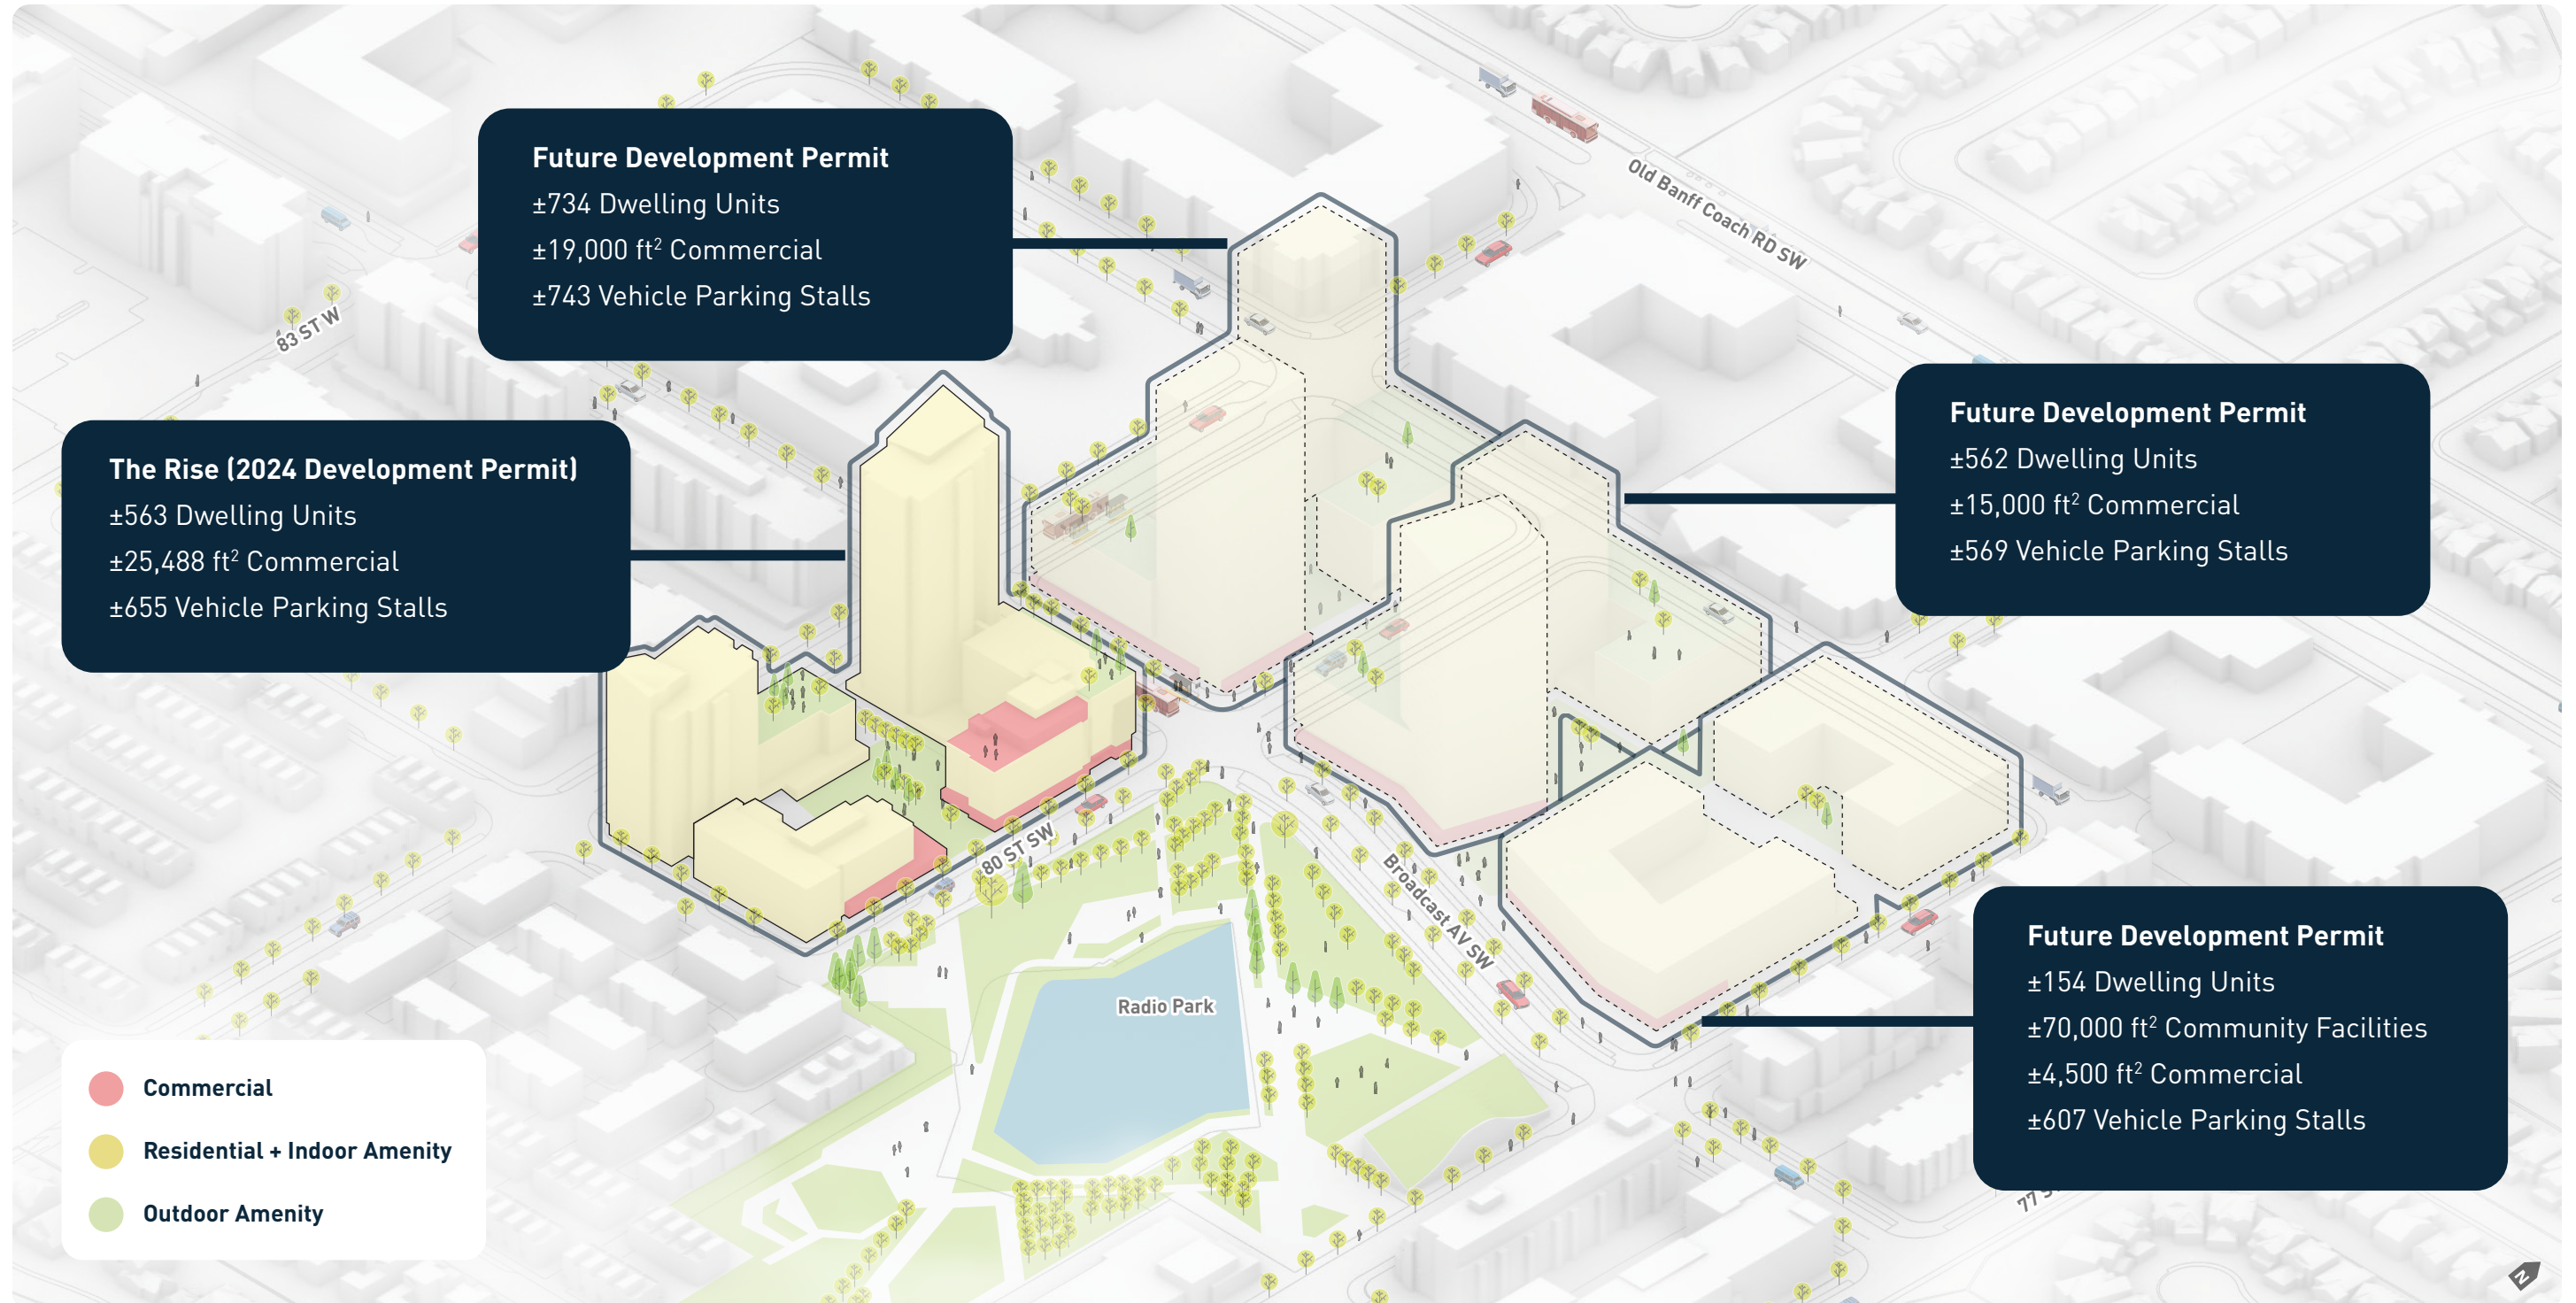 Future Development Permit
±734 Dwelling Units
±19,000 ft² Commercial
±743 Vehicle Parking Stalls
Old Banff Coach RD SW
83 ST W
Future Development Permit
±562 Dwelling Units
±15,000 ft² Commercial
±569 Vehicle Parking Stalls
The Rise (2024 Development Permit)
±563 Dwelling Units
±25,488 ft² Commercial
±655 Vehicle Parking Stalls
80 ST SW
Broadcast AV SW
Radio Park
Future Development Permit
±154 Dwelling Units
±70,000 ft² Community Facilities
±4,500 ft² Commercial
±607 Vehicle Parking Stalls
Commercial
Residential + Indoor Amenity
Outdoor Amenity
77
N